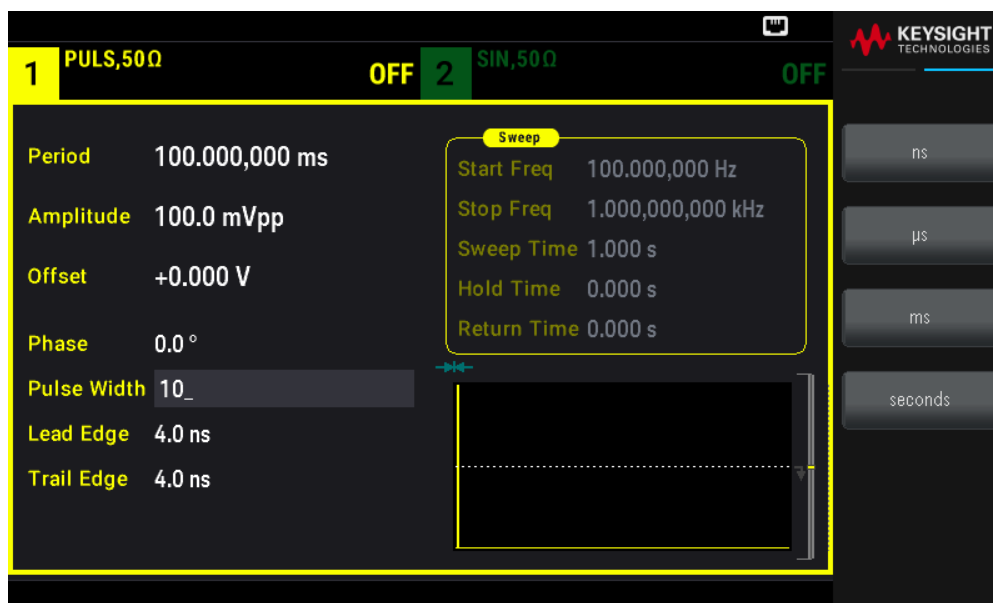 KEYSIGHT
TECHNOLOGIES
1 PULS,50Ω OFF 2 SIN,50Ω OFF
Period 100.000,000 ms
Amplitude 100.0 mVpp
Offset +0.000 V
Phase 0.0 °
Pulse Width 10_
Lead Edge 4.0 ns
Trail Edge 4.0 ns
Sweep
Start Freq 100.000,000 Hz
Stop Freq 1.000,000,000 kHz
Sweep Time 1.000 s
Hold Time 0.000 s
Return Time 0.000 s
ns
µs
ms
seconds